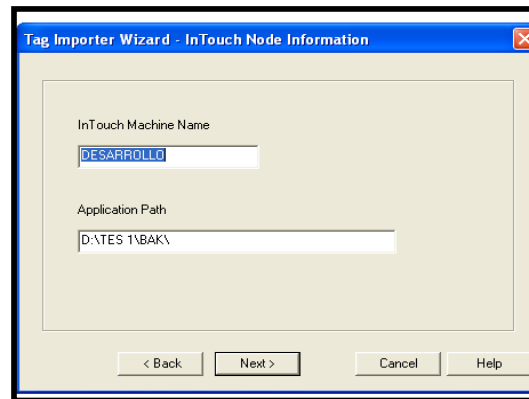 Tag Importer Wizard - InTouch Node Information
InTouch Machine Name
DESARROLLO
Application Path
D:\TES 1\BAK\
< Back Next > Cancel Help